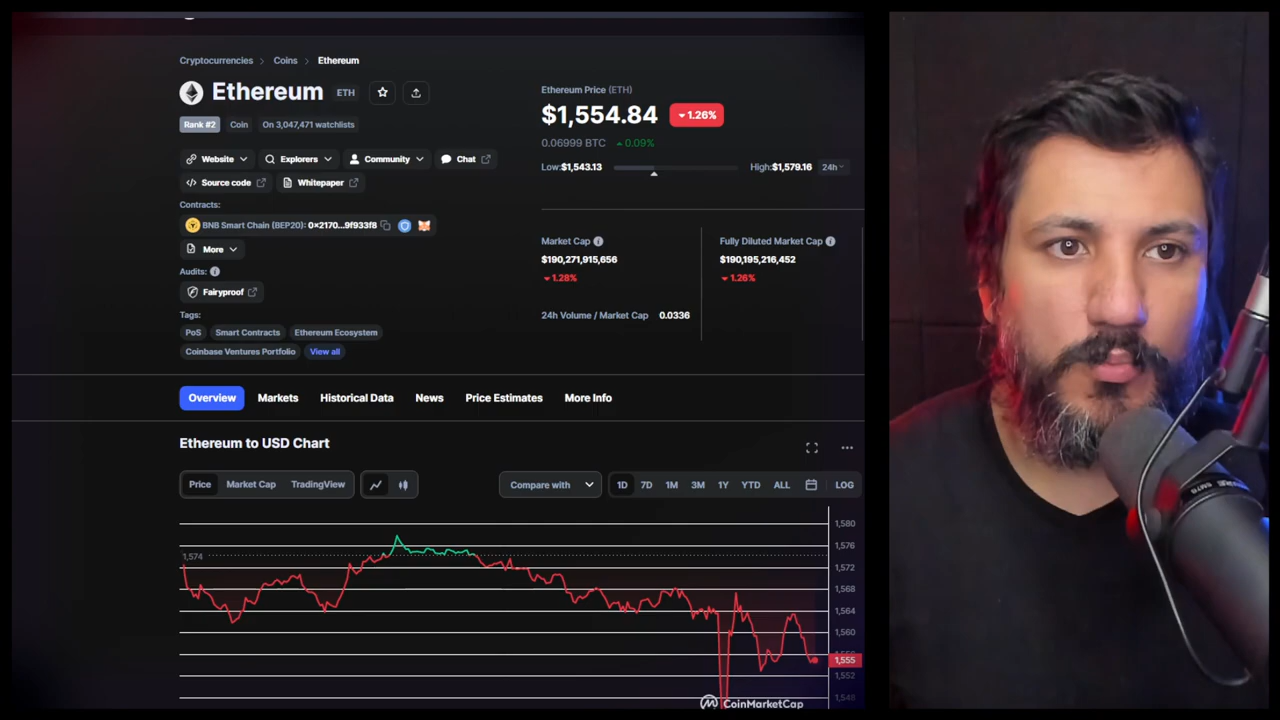 Cryptocurrencies > Coins > Ethereum
Ethereum ETH
Rank #2 Coin On 3,047,471 watchlists
Website Explorers Community Chat
Source code Whitepaper
Contracts:
BNB Smart Chain (BEP20): 0x2170...9f933f8
More
Audits:
Fairyproof
Tags:
PoS Smart Contracts Ethereum Ecosystem
Coinbase Ventures Portfolio View all
Ethereum Price (ETH)
$1,554.84 1.26%
0.06999 BTC 0.09%
Low:$1,543.13 High:$1,579.16 24h
Market Cap
$190,271,915,656
1.28%
Fully Diluted Market Cap
$190,195,216,452
1.26%
24h Volume / Market Cap 0.0336
Overview Markets Historical Data News Price Estimates More Info
Ethereum to USD Chart
Price Market Cap TradingView Compare with 1D 7D 1M 3M 1Y YTD ALL LOG
1,580
1,576
1,574
1,572
1,568
1,564
1,560
1,555
1,552
1,548
CoinMarketCap